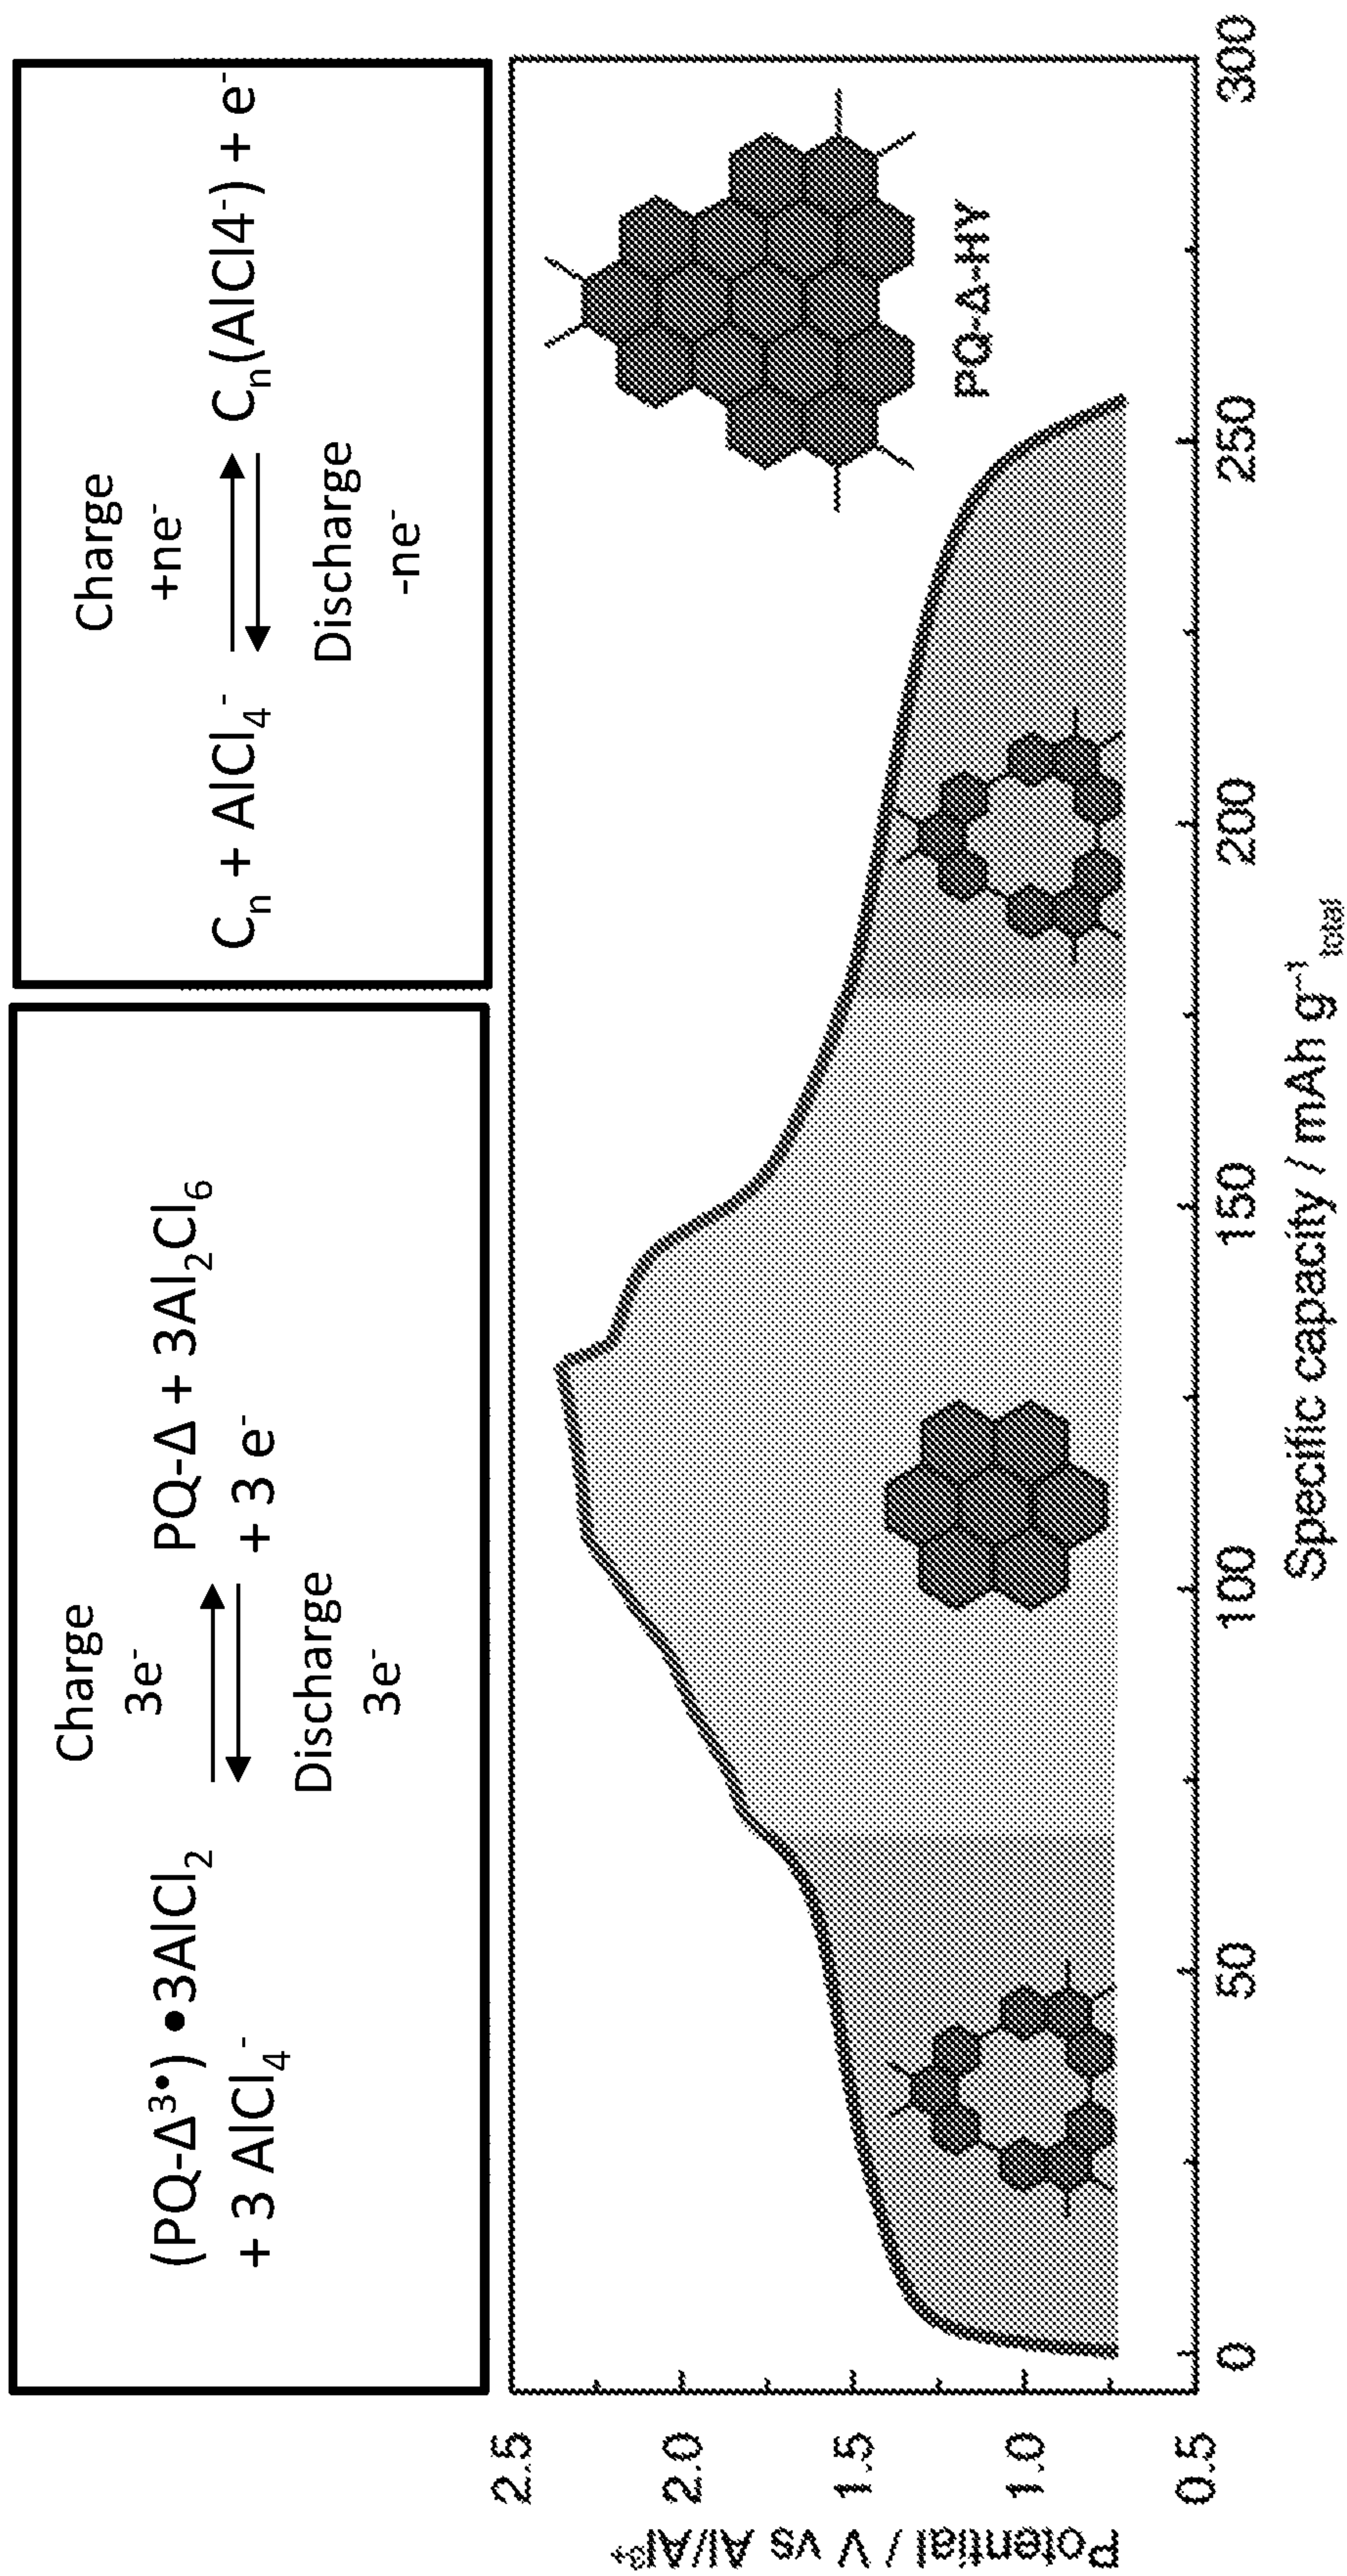 Charge
3e-
(PQ-Δ3•) •3AlCl2
+ 3 AlCl4-
PQ-Δ + 3Al2Cl6
+ 3 e-
Discharge
3e-
Charge
+ne-
Cn + AlCl4-
Cn(AlCl4-) + e-
Discharge
-ne-
Potential / V vs Al/Al3+
2.5
2.0
1.5
1.0
0.5
PQ-Δ-HY
0
50
100
150
200
250
300
Specific capacity / mAh g-1 total